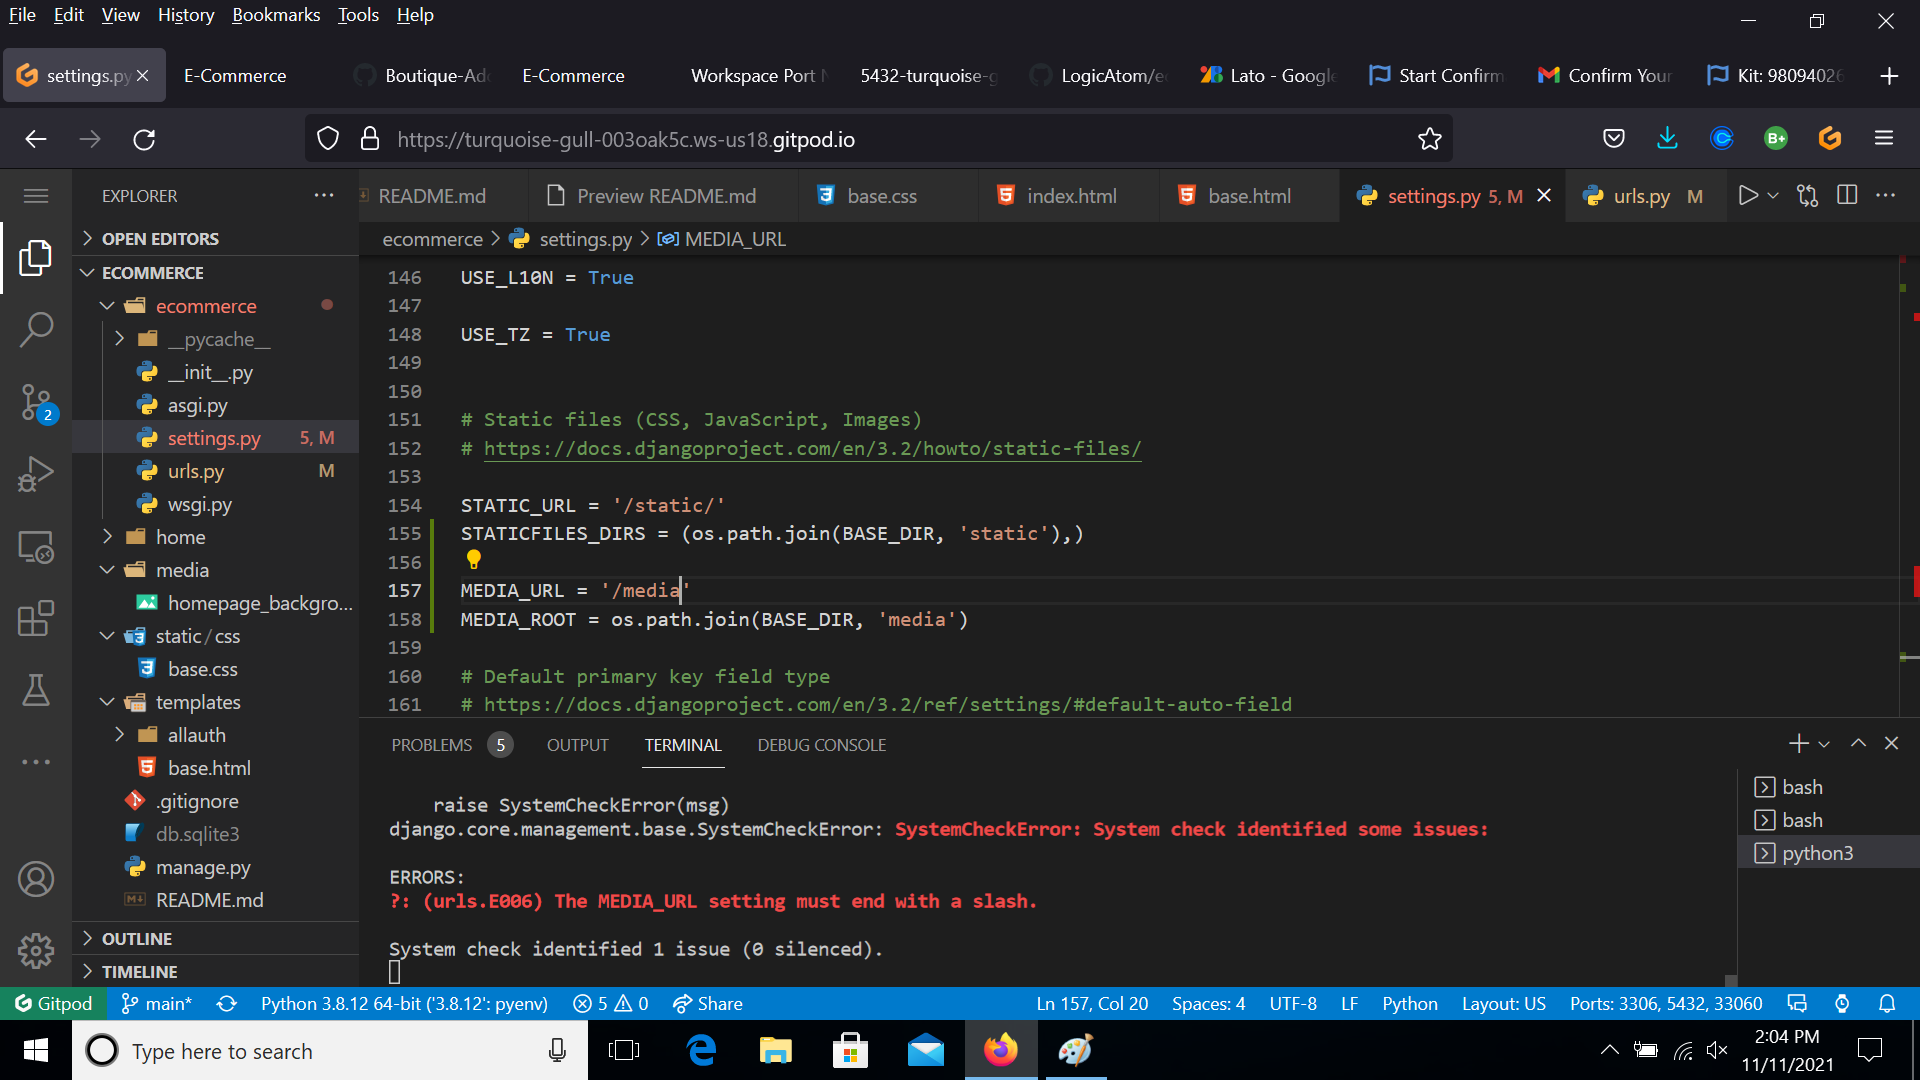 File Edit View History Bookmarks Tools Help
settings.py
E-Commerce
Boutique-Ad
E-Commerce
Workspace Port
5432-turquoise-g
LogicAtom/ec
Lato - Google
Start Confirm
Confirm Your
Kit: 98094026
https://turquoise-gull-003oak5c.ws-us18.gitpod.io
EXPLORER
README.md
Preview README.md
base.css
index.html
base.html
settings.py 5, M
urls.py M
OPEN EDITORS
ecommerce > settings.py > MEDIA_URL
ECOMMERCE
ecommerce
__pycache__
__init__.py
asgi.py
settings.py 5, M
urls.py M
wsgi.py
home
media
homepage_backgro...
static/css
base.css
templates
allauth
base.html
.gitignore
db.sqlite3
manage.py
README.md
OUTLINE
TIMELINE
2
146 USE_L10N = True
147
148 USE_TZ = True
149
150
151 # Static files (CSS, JavaScript, Images)
152 # https://docs.djangoproject.com/en/3.2/howto/static-files/
153
154 STATIC_URL = '/static/'
155 STATICFILES_DIRS = (os.path.join(BASE_DIR, 'static'),)
156
157 MEDIA_URL = '/media'
158 MEDIA_ROOT = os.path.join(BASE_DIR, 'media')
159
160 # Default primary key field type
161 # https://docs.djangoproject.com/en/3.2/ref/settings/#default-auto-field
PROBLEMS 5 OUTPUT TERMINAL DEBUG CONSOLE
raise SystemCheckError(msg)
django.core.management.base.SystemCheckError: SystemCheckError: System check identified some issues:
ERRORS:
?: (urls.E006) The MEDIA_URL setting must end with a slash.
System check identified 1 issue (0 silenced).
bash
bash
python3
Gitpod main* Python 3.8.12 64-bit ('3.8.12': pyenv) 5 0 Share Ln 157, Col 20 Spaces: 4 UTF-8 LF Python Layout: US Ports: 3306, 5432, 33060
Type here to search
2:04 PM
11/11/2021